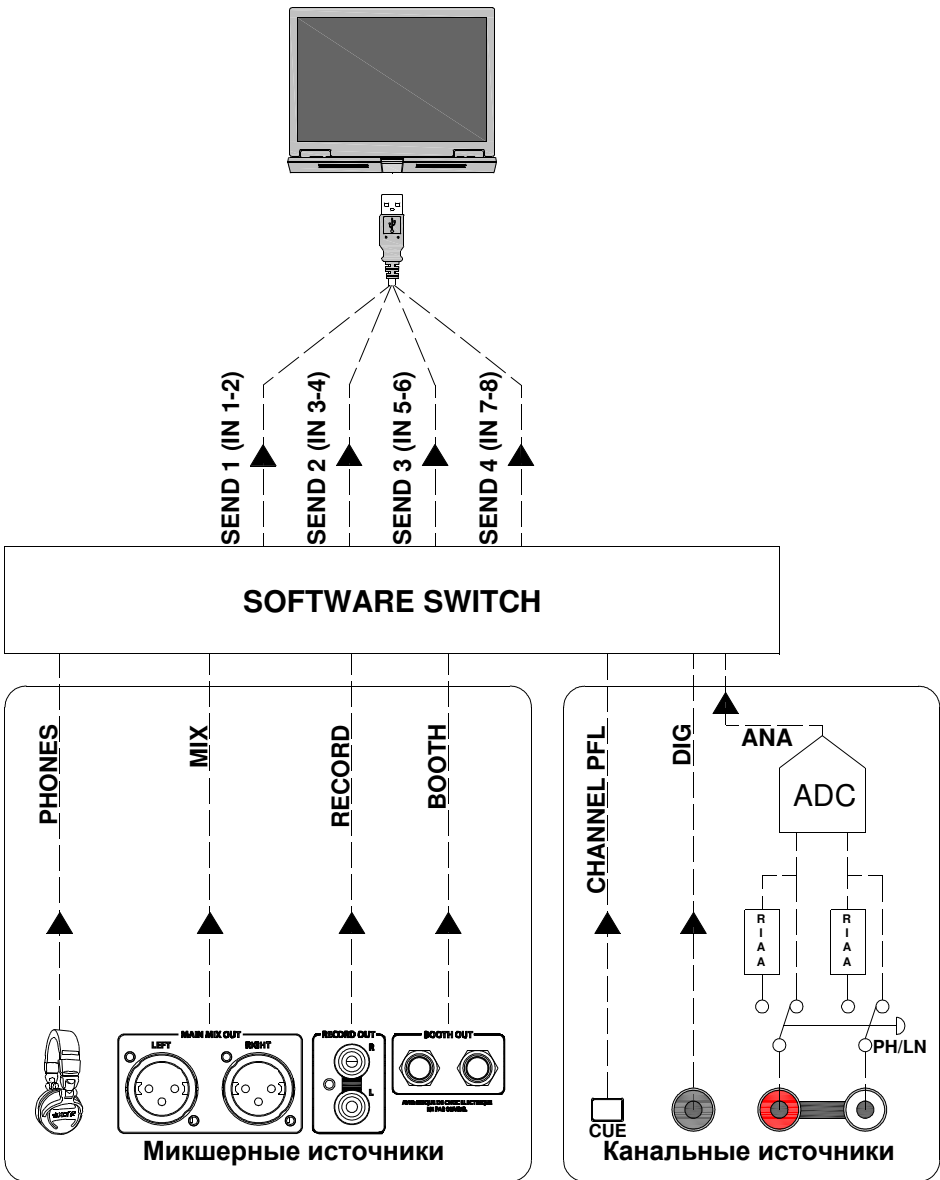 SEND 1 (IN 1-2)
SEND 2 (IN 3-4)
SEND 3 (IN 5-6)
SEND 4 (IN 7-8)
SOFTWARE SWITCH
PHONES
MIX
RECORD
BOOTH
CHANNEL PFL
DIG
ANA
ADC
RIAA
RIAA
PH/LN
MAIN MIX OUT
LEFT
RIGHT
RECORD OUT
R
L
BOOTH OUT
CUE
Микшерные источники
Канальные источники